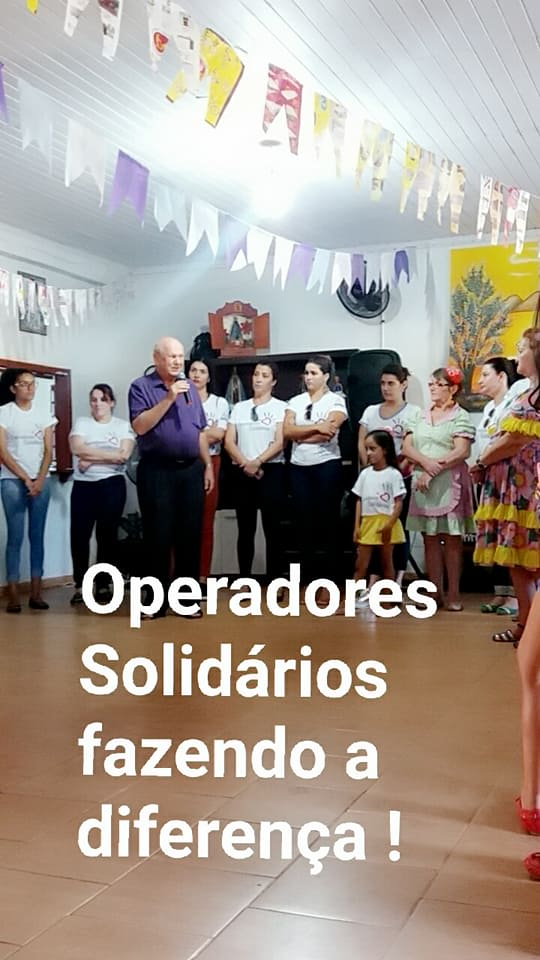 Operadores
Solidários
fazendo a
diferença !